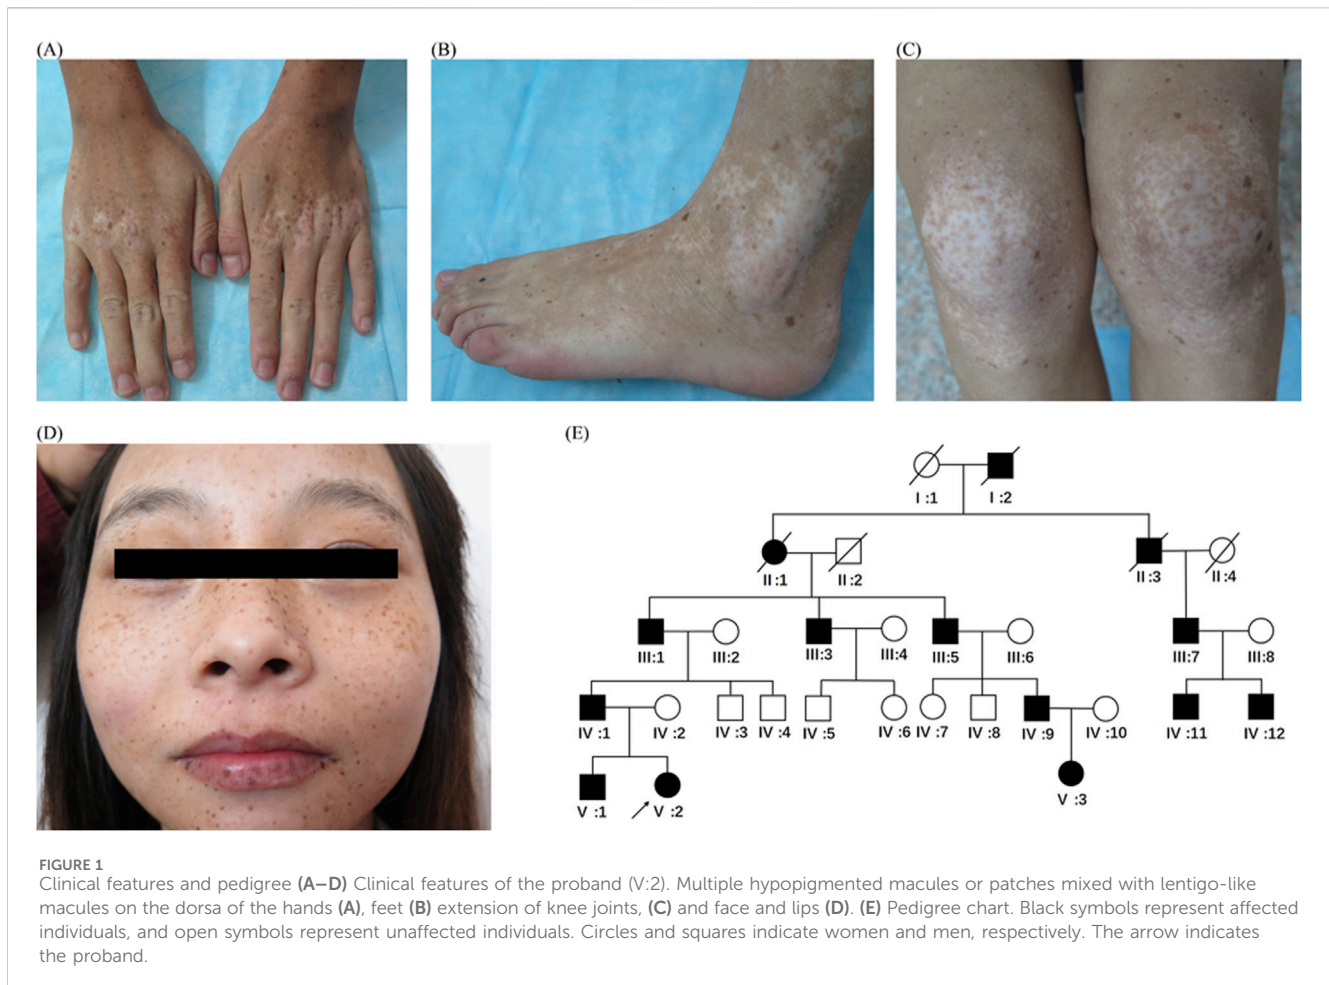 (A)
(B)
(C)
(D)
(E)
I :1
I :2
II :1
II :2
II :3
II :4
III:1
III:2
III:3
III:4
III:5
III:6
III:7
III:8
IV :1
IV :2
IV :3
IV :4
IV :5
IV :6
IV :7
IV :8
IV :9
IV :10
IV :11
IV :12
V :1
V :2
V :3
FIGURE 1
Clinical features and pedigree (A–D) Clinical features of the proband (V:2). Multiple hypopigmented macules or patches mixed with lentigo-like
macules on the dorsa of the hands (A), feet (B) extension of knee joints, (C) and face and lips (D). (E) Pedigree chart. Black symbols represent affected
individuals, and open symbols represent unaffected individuals. Circles and squares indicate women and men, respectively. The arrow indicates
the proband.